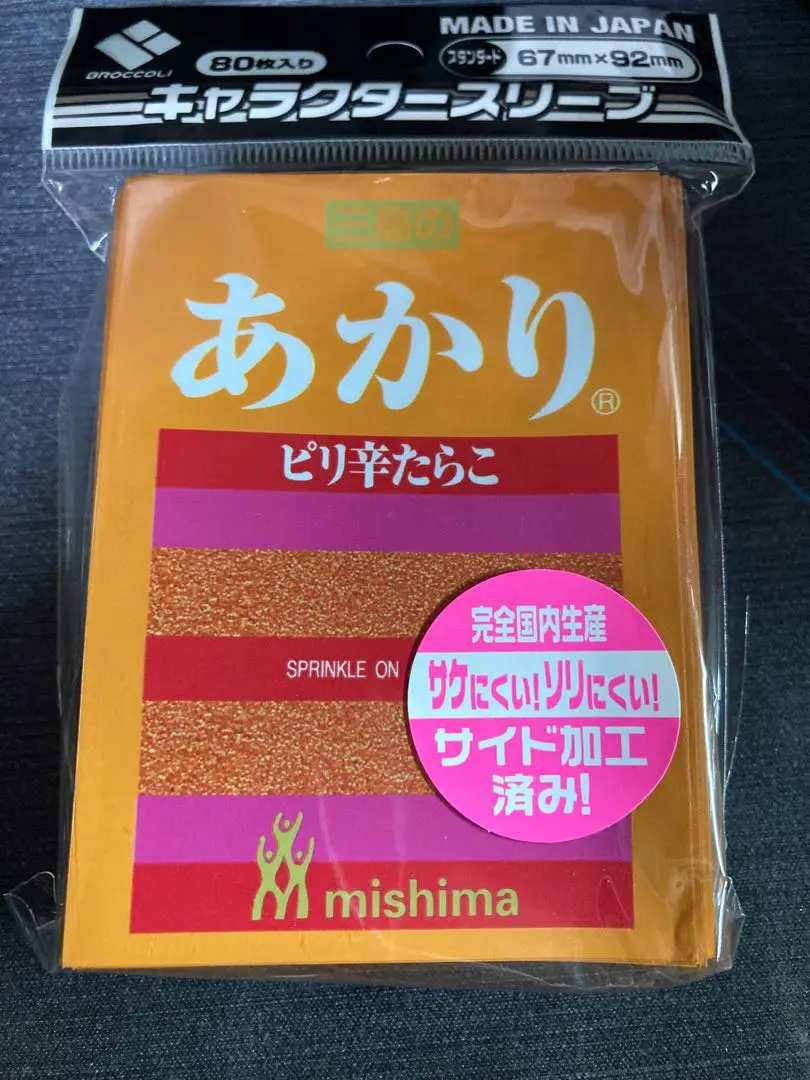 MADE IN JAPAN
BROCCOLI
80枚入り
スタンダード 67mm×92mm
キャラクタースリーブ
三島の
あかり®
ピリ辛たらこ
SPRINKLE ON
完全国内生産
サケにくい!ソリにくい!
サイド加工
済み!
mishima